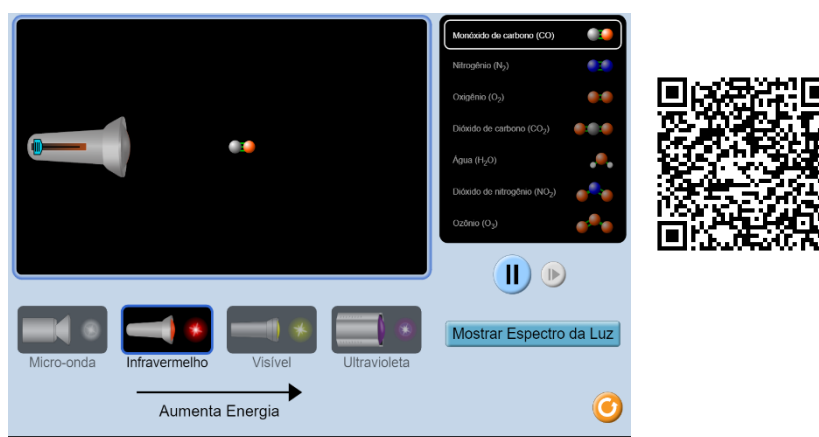 Monóxido de carbono (CO)
Nitrogênio (N₂)
Oxigênio (O₂)
Dióxido de carbono (CO₂)
Água (H₂O)
Dióxido de nitrogênio (NO₂)
Ozônio (O₃)
Micro-onda
Infravermelho
Visível
Ultravioleta
Mostrar Espectro da Luz
Aumenta Energia